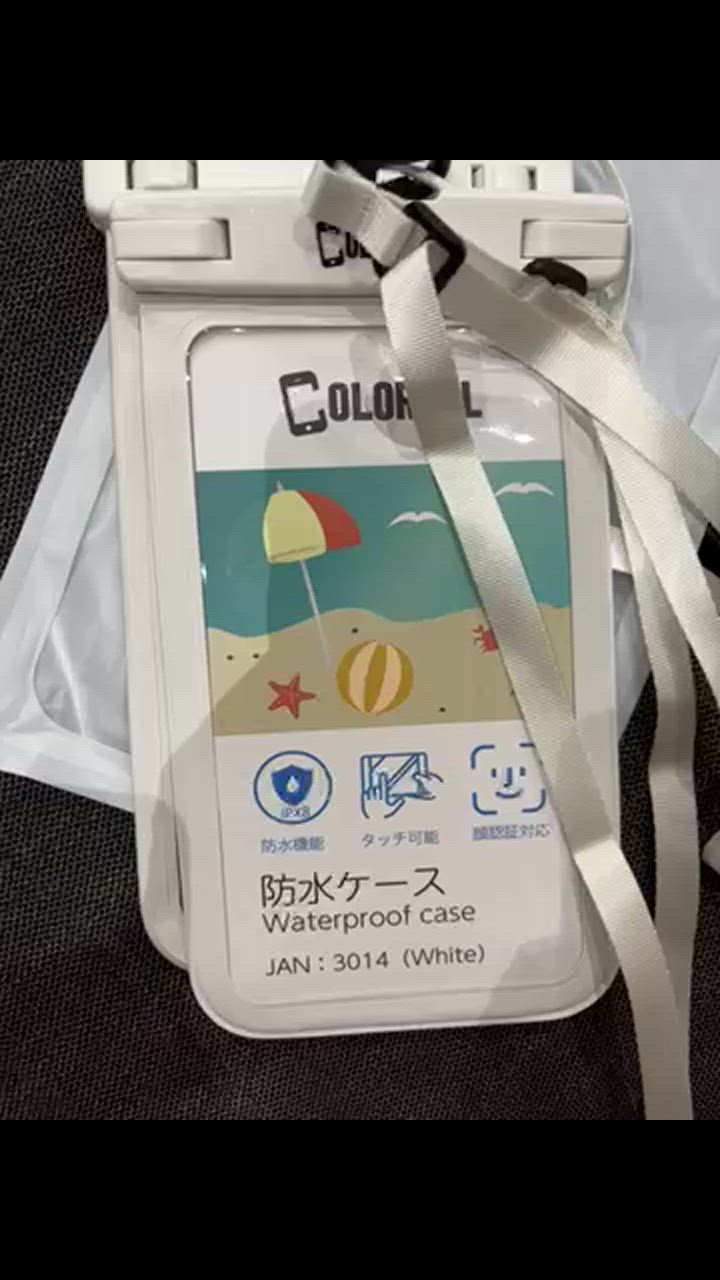 COLORFUL
IPX8
防水機能 タッチ可能 顔認証対応
防水ケース
Waterproof case
JAN：3014（White）